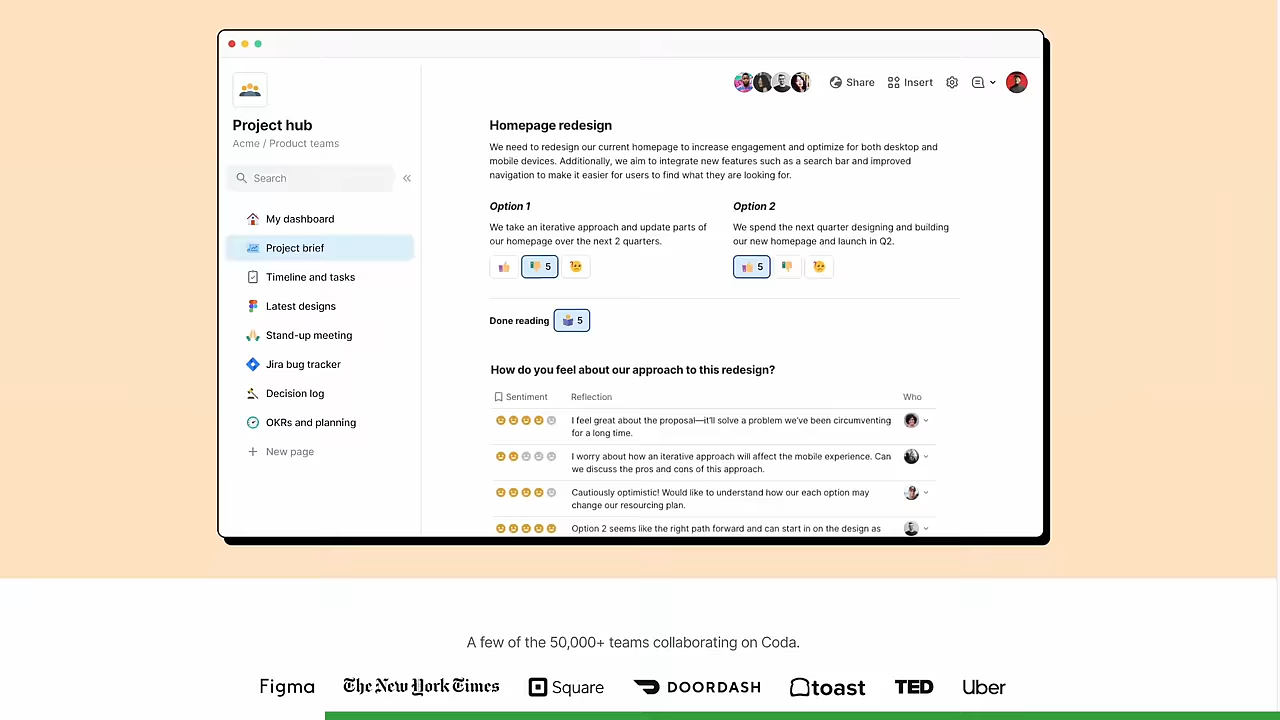 Share
Insert
Project hub
Acme / Product teams
Search
My dashboard
Project brief
Timeline and tasks
Latest designs
Stand-up meeting
Jira bug tracker
Decision log
OKRs and planning
New page
Homepage redesign
We need to redesign our current homepage to increase engagement and optimize for both desktop and
mobile devices. Additionally, we aim to integrate new features such as a search bar and improved
navigation to make it easier for users to find what they are looking for.
Option 1
We take an iterative approach and update parts of
our homepage over the next 2 quarters.
5
Option 2
We spend the next quarter designing and building
our new homepage and launch in Q2.
5
Done reading 5
How do you feel about our approach to this redesign?
Sentiment Reflection Who
I feel great about the proposal—it'll solve a problem we've been circumventing
for a long time.
I worry about how an iterative approach will affect the mobile experience. Can
we discuss the pros and cons of this approach.
Cautiously optimistic! Would like to understand how our each option may
change our resourcing plan.
Option 2 seems like the right path forward and can start in on the design as
A few of the 50,000+ teams collaborating on Coda.
Figma The New York Times Square DOORDASH toast TED Uber